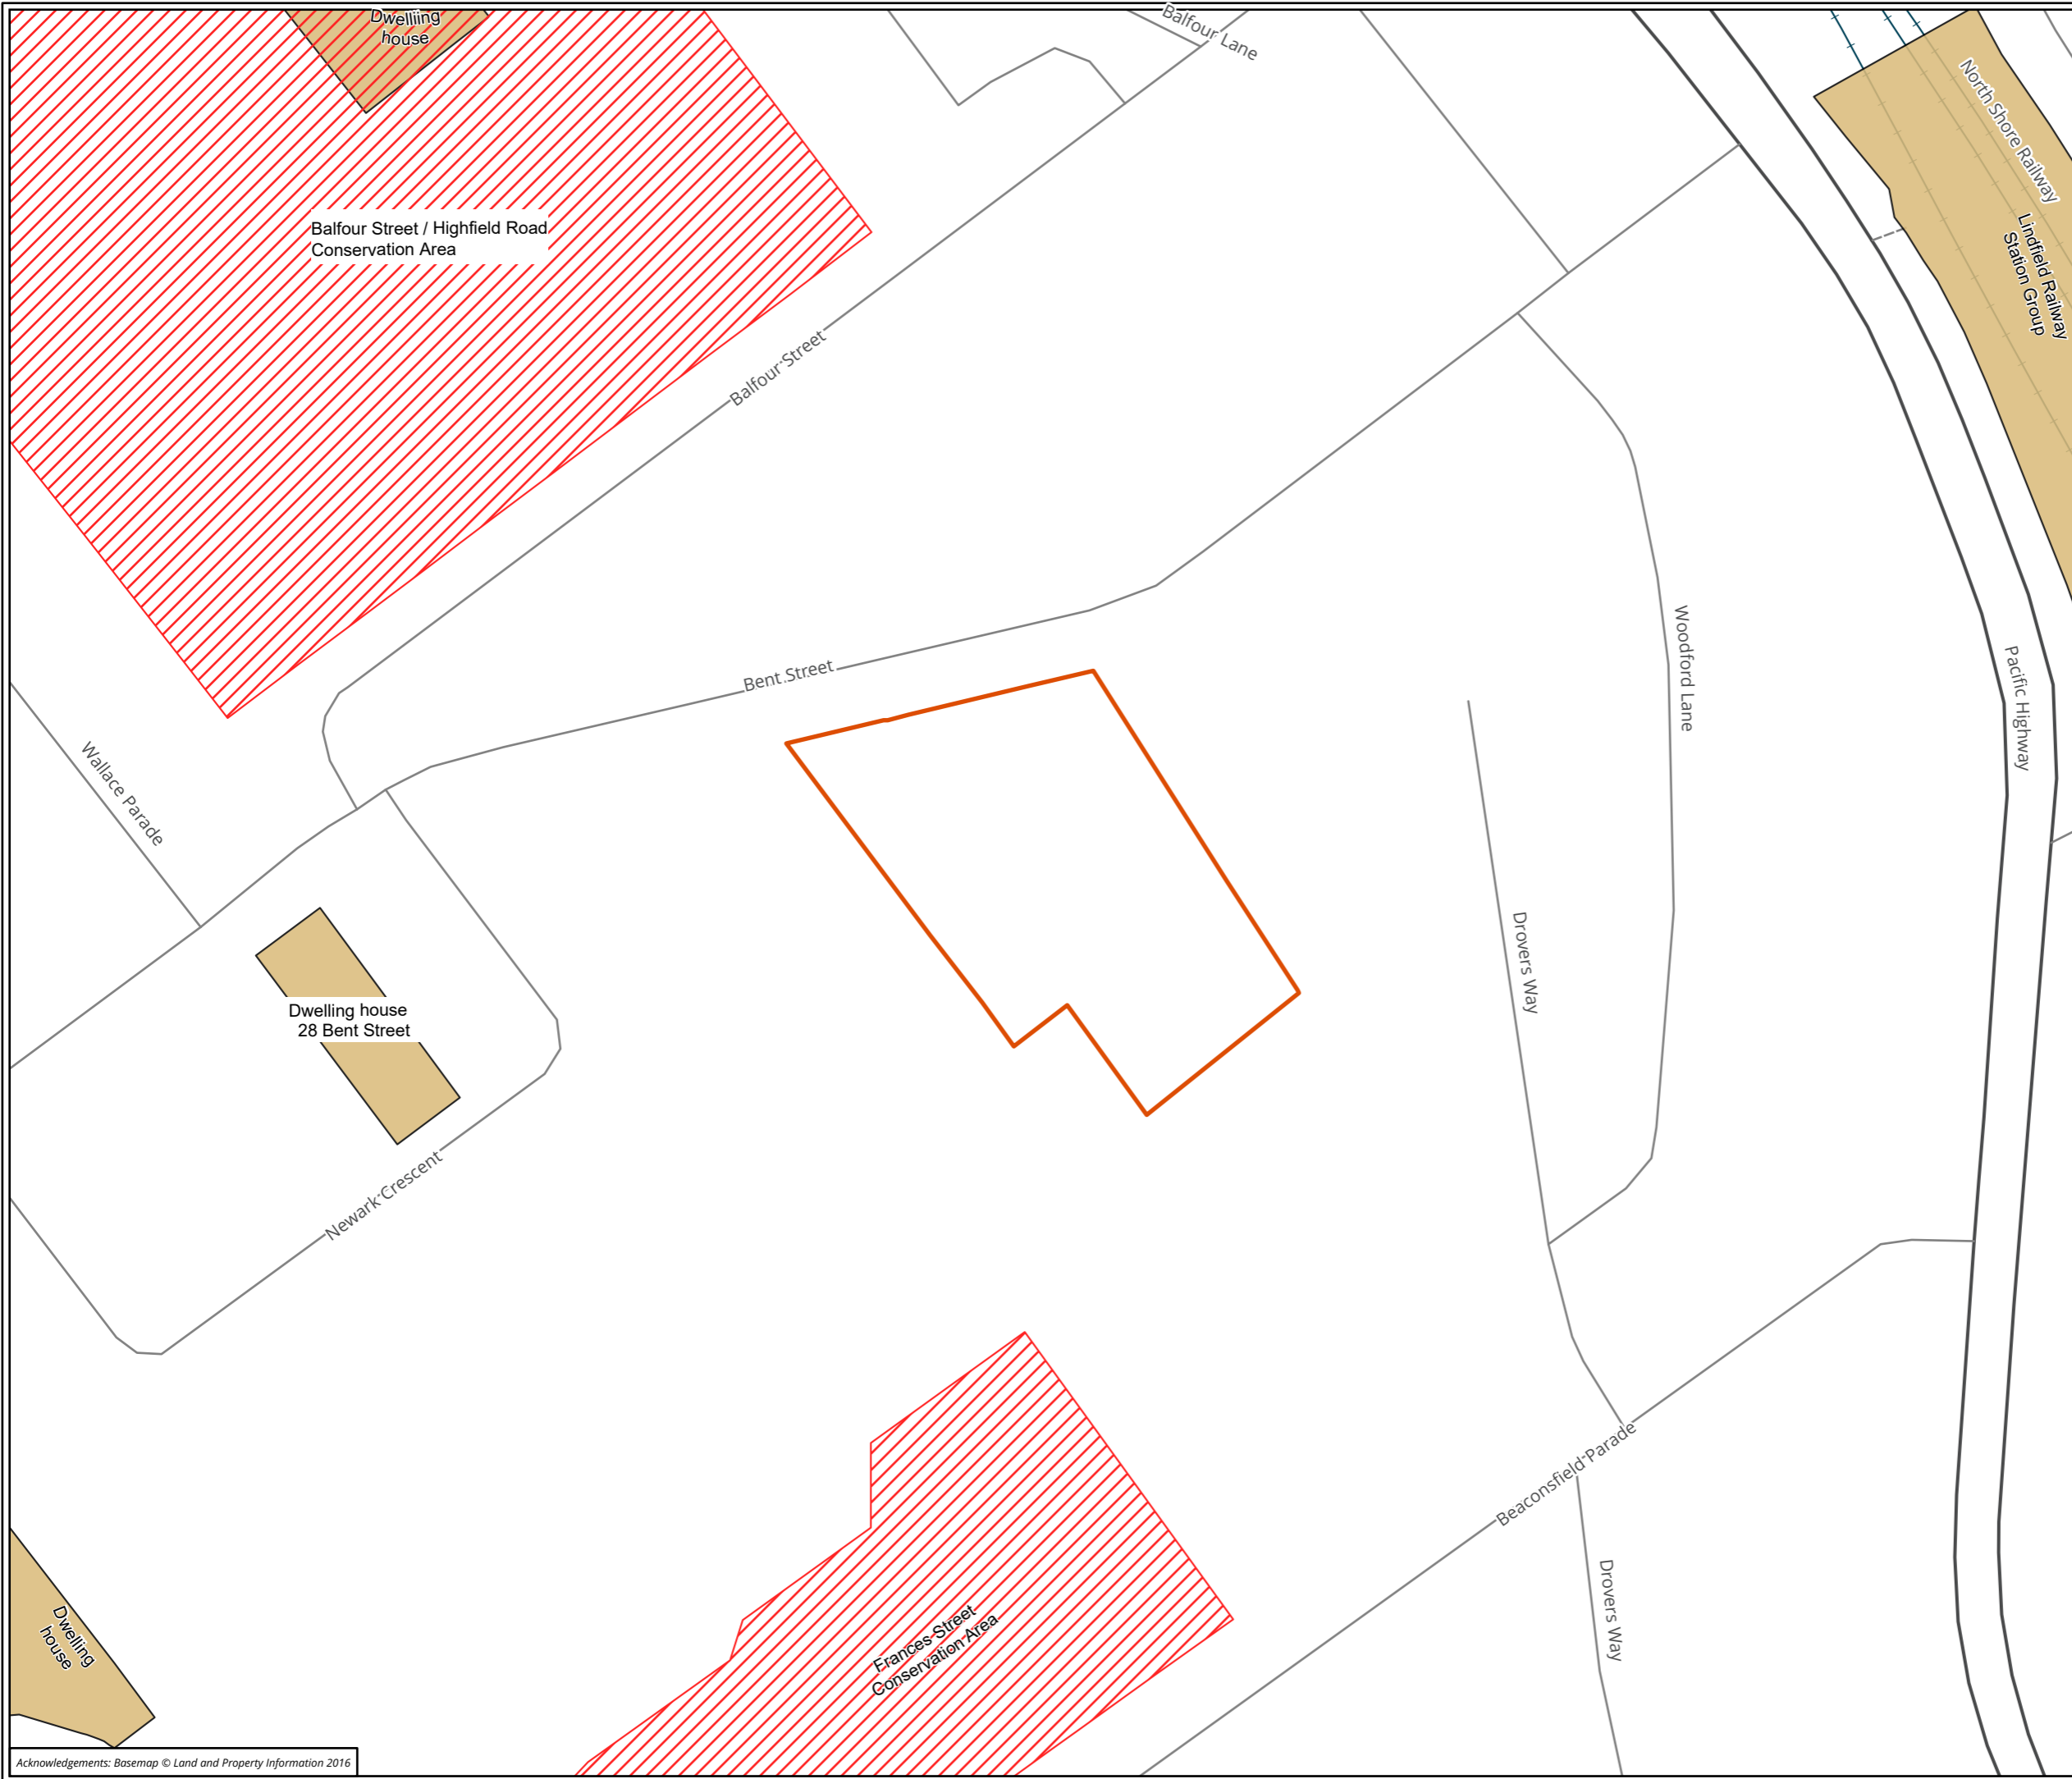 Dwelliing
house
Balfour Lane
North Shore Railway
Lindfield Railway
Station Group
Balfour Street / Highfield Road
Conservation Area
Balfour Street
Bent Street
Woodford Lane
Pacific Highway
Wallace Parade
Drovers Way
Dwelling house
28 Bent Street
Newark Crescent
Beaconsfield Parade
Frances Street
Conservation Area
Drovers Way
Dwelling
house
Acknowledgements: Basemap © Land and Property Information 2016